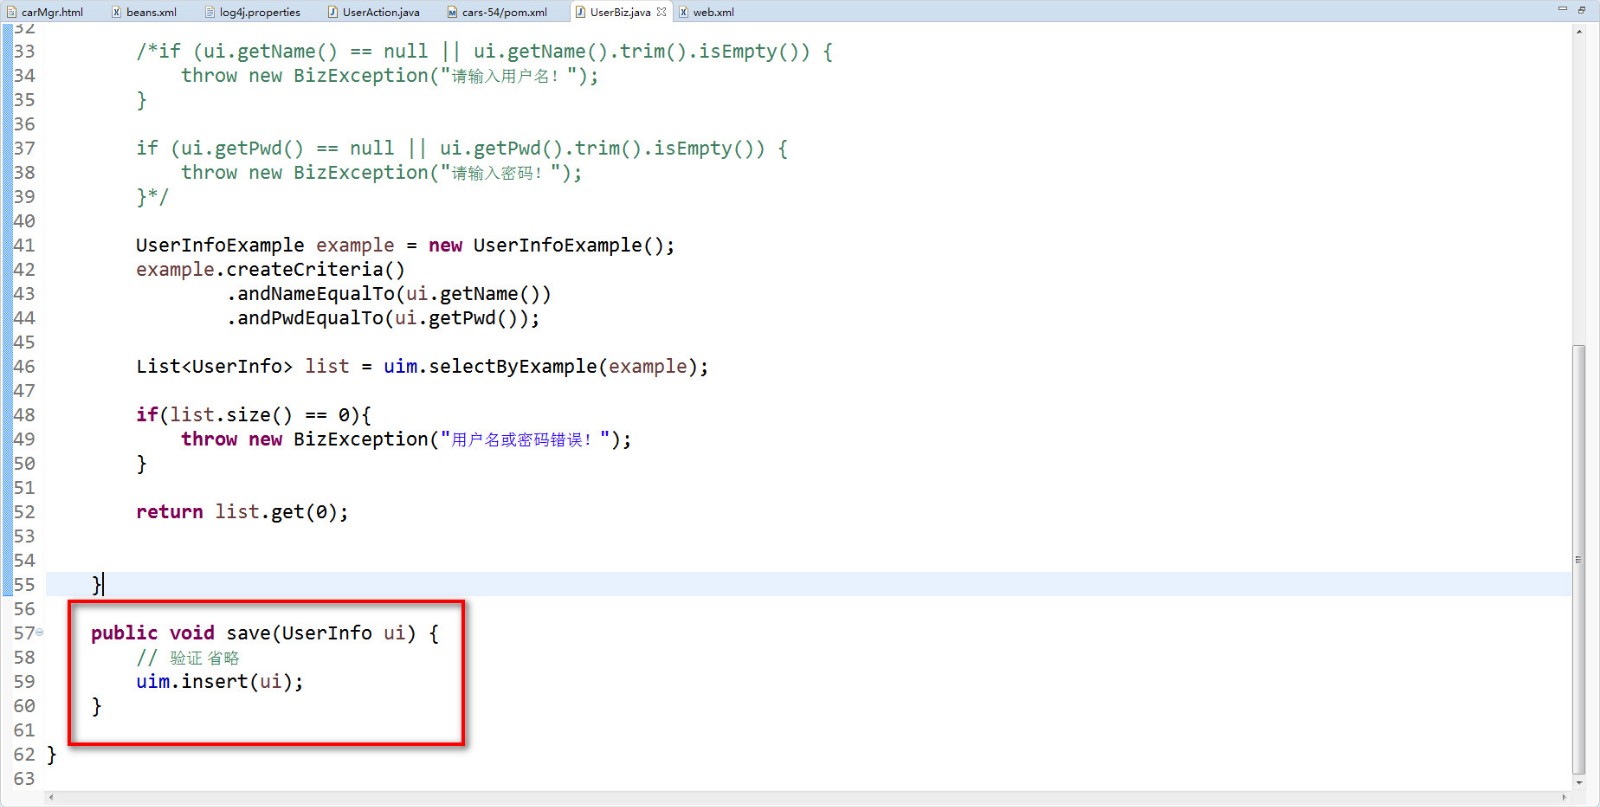 carMgr.html beans.xml log4j.properties UserAction.java cars-54/pom.xml UserBiz.java web.xml
32
33 /*if (ui.getName() == null || ui.getName().trim().isEmpty()) {
34 throw new BizException("请输入用户名！");
35 }
36
37 if (ui.getPwd() == null || ui.getPwd().trim().isEmpty()) {
38 throw new BizException("请输入密码！");
39 }*/
40
41 UserInfoExample example = new UserInfoExample();
42 example.createCriteria()
43 .andNameEqualTo(ui.getName())
44 .andPwdEqualTo(ui.getPwd());
45
46 List<UserInfo> list = uim.selectByExample(example);
47
48 if(list.size() == 0){
49 throw new BizException("用户名或密码错误！");
50 }
51
52 return list.get(0);
53
54
55 }
56
57 public void save(UserInfo ui) {
58 // 验证 省略
59 uim.insert(ui);
60 }
61
62 }
63